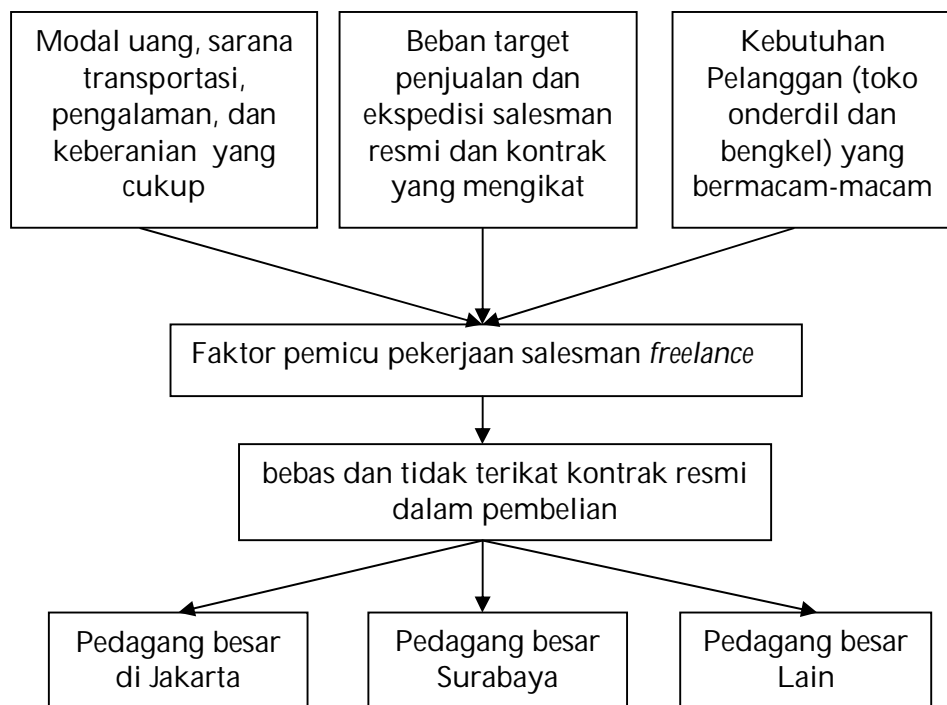 Modal uang, sarana
transportasi,
pengalaman, dan
keberanian yang
cukup
Beban target
penjualan dan
ekspedisi salesman
resmi dan kontrak
yang mengikat
Kebutuhan
Pelanggan (toko
onderdil dan
bengkel) yang
bermacam-macam
Faktor pemicu pekerjaan salesman freelance
bebas dan tidak terikat kontrak resmi
dalam pembelian
Pedagang besar
di Jakarta
Pedagang besar
Surabaya
Pedagang besar
Lain